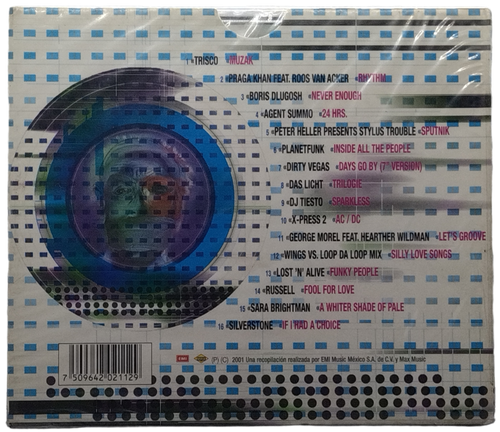 1 •TRISCO •MUZAK
2 •PRAGA KHAN FEAT. ROOS VAN ACKER •RHYTHM
3 •BORIS DLUGOSH •NEVER ENOUGH
4 •AGENT SUMMO •24 HRS.
5 •PETER HELLER PRESENTS STYLUS TROUBLE •SPUTNIK
6 •PLANETFUNK •INSIDE ALL THE PEOPLE
7 •DIRTY VEGAS •DAYS GO BY (7" VERSION)
8 •DAS LICHT •TRILOGIE
9 •DJ TIESTO •SPARKLESS
10 •X-PRESS 2 •AC / DC
11 •GEORGE MOREL FEAT. HEARTHER WILDMAN •LET'S GROOVE
12 •WINGS VS. LOOP DA LOOP MIX •SILLY LOVE SONGS
13 •LOST 'N' ALIVE •FUNKY PEOPLE
14 •RUSSELL •FOOL FOR LOVE
15 •SARA BRIGHTMAN •A WHITER SHADE OF PALE
16 •SILVERSTONE •IF I HAD A CHOICE
EMI (P) (C) 2001 Una recopilación realizada por EMI Music México S.A. de C.V. y Max Music
7 509642 021129